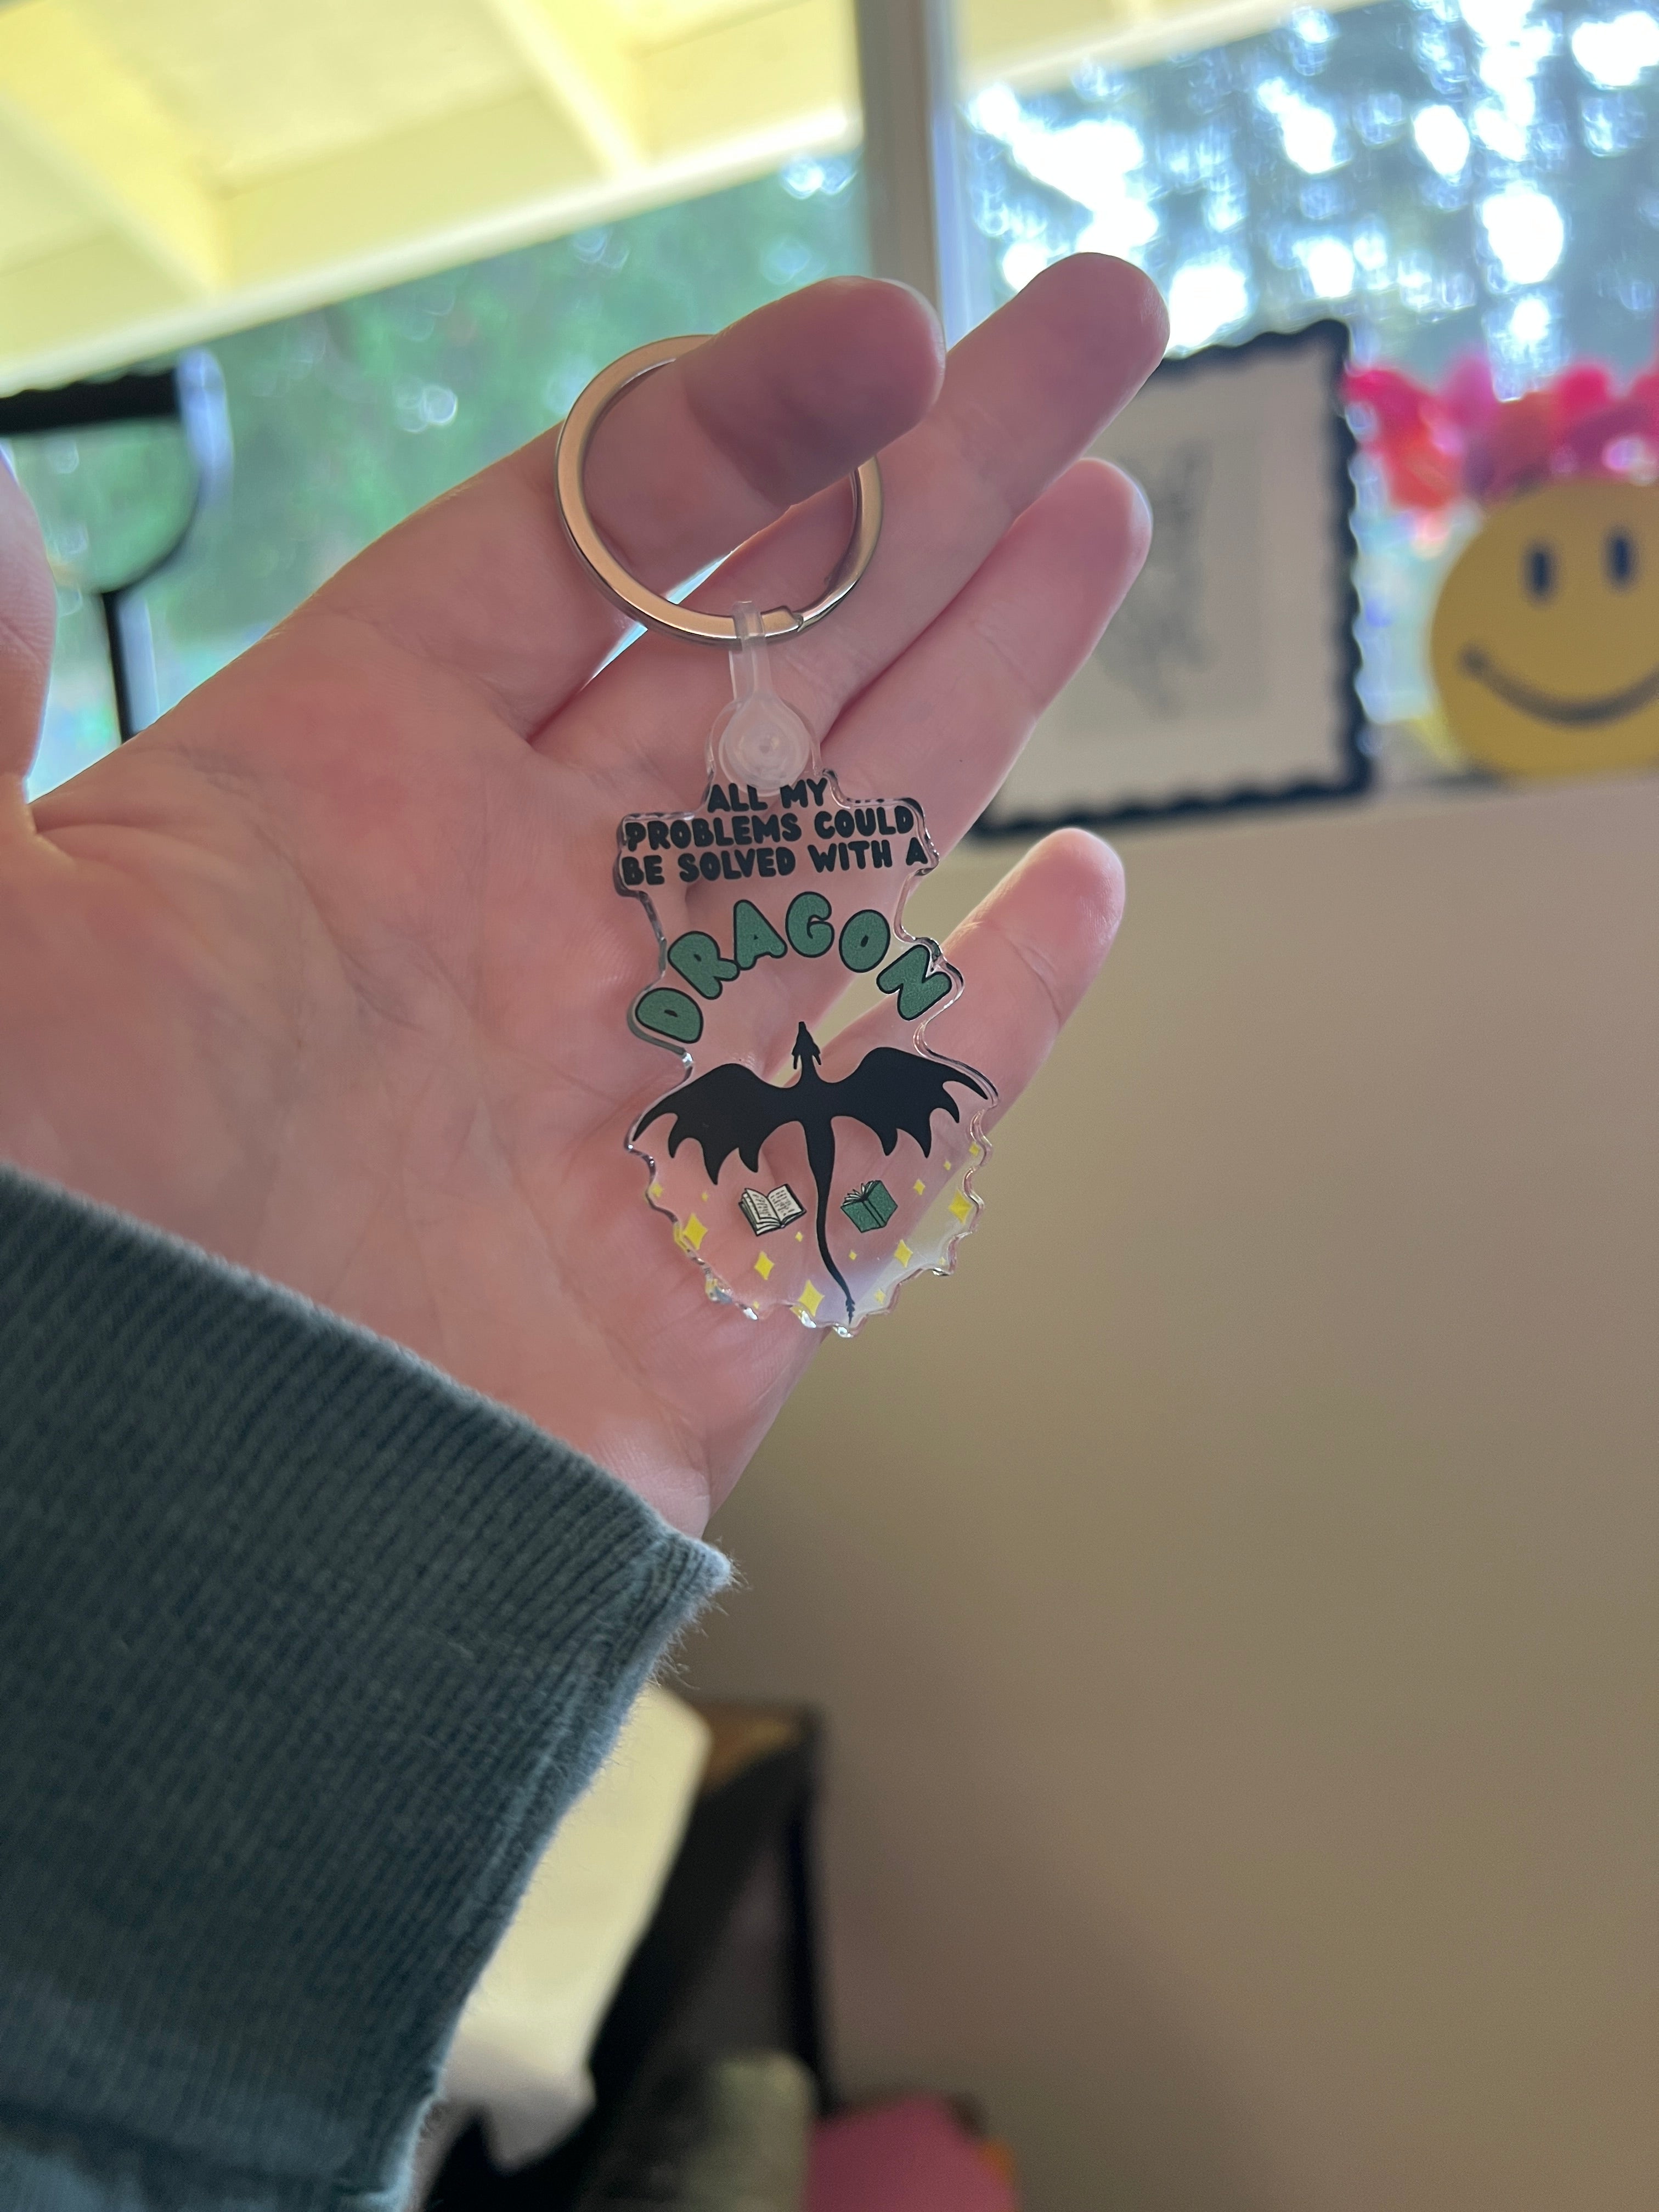 ALL MY
PROBLEMS COULD
BE SOLVED WITH A
DRAGON